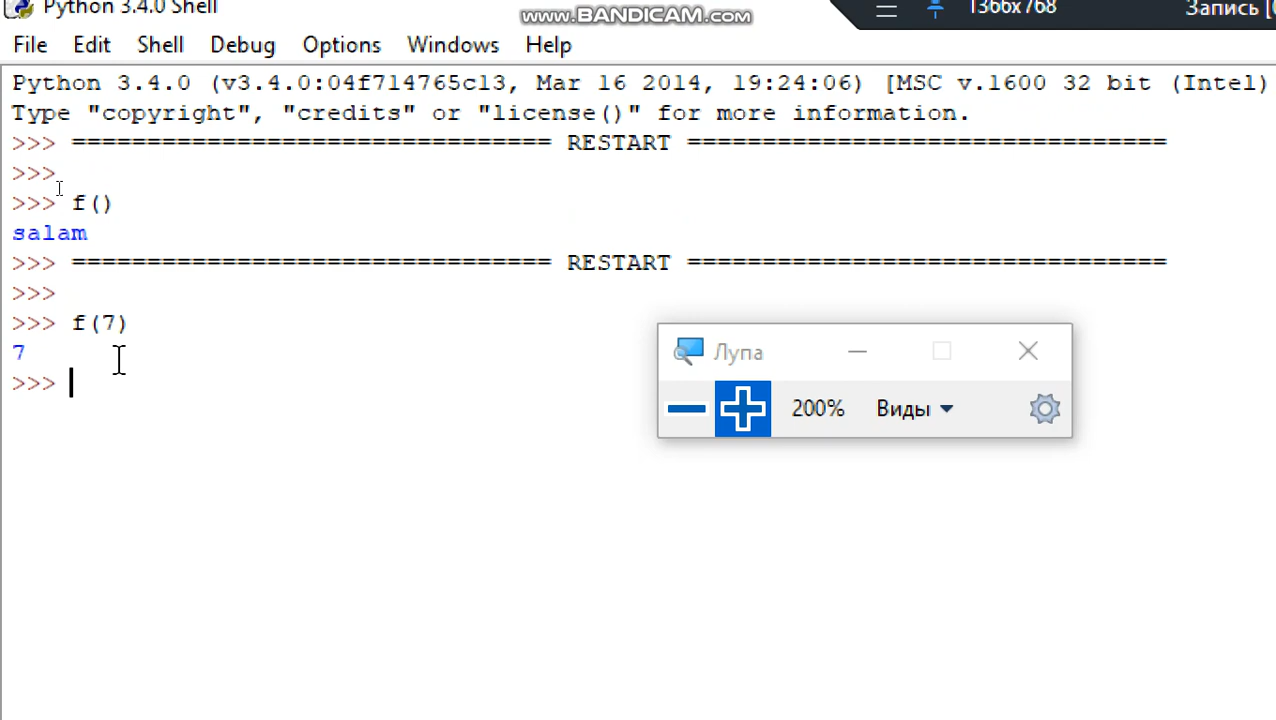 Python 3.4.0 Shell
www.BANDICAM.com
1366x768
Запись [
File Edit Shell Debug Options Windows Help
Python 3.4.0 (v3.4.0:04f714765c13, Mar 16 2014, 19:24:06) [MSC v.1600 32 bit (Intel)
Type "copyright", "credits" or "license()" for more information.
>>> ================================ RESTART ================================
>>>
>>> f()
salam
>>> ================================ RESTART ================================
>>>
>>> f(7)
7
>>>
Лупа
200% Виды